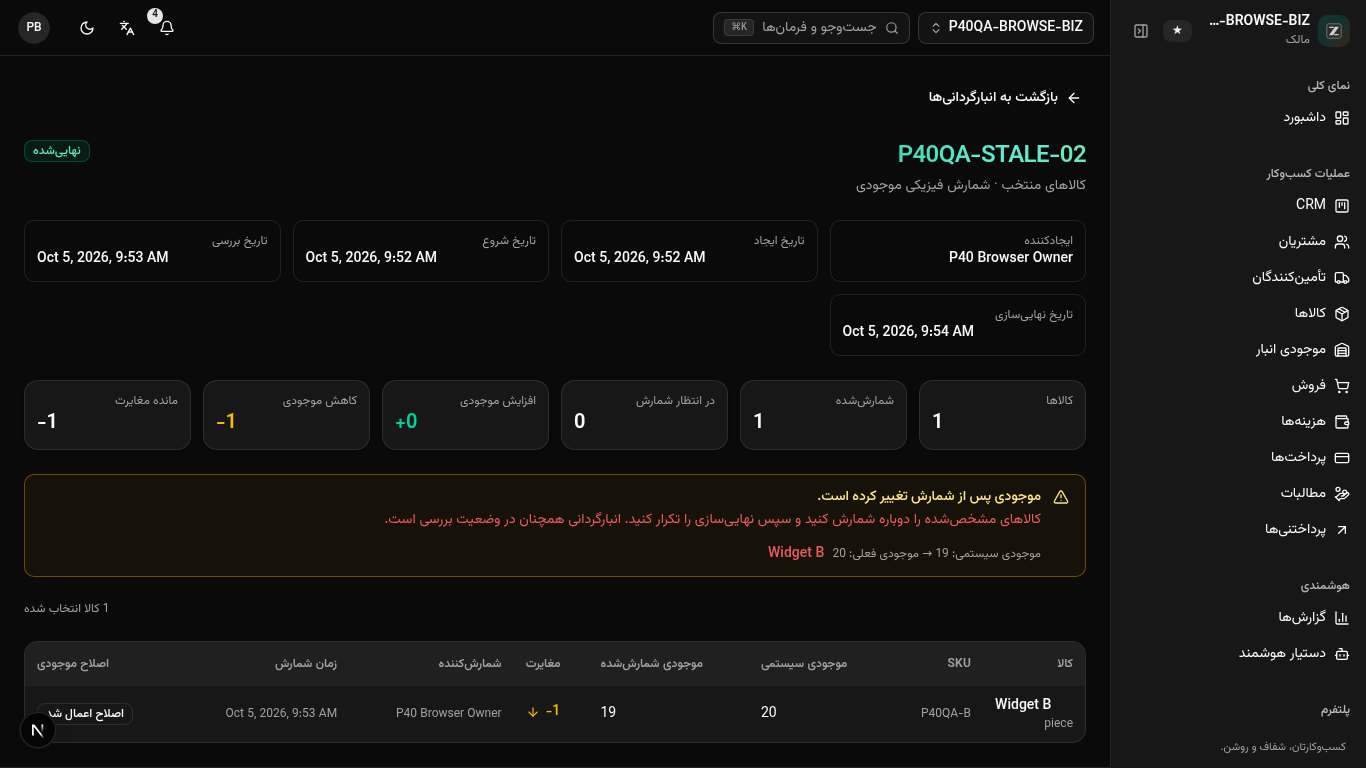 P40QA-BROWSE-BIZ
جست‌وجو و فرمان‌ها
⌘K
4
PB
...-BROWSE-BIZ
مالک
نمای کلی
داشبورد
عملیات کسب‌وکار
CRM
مشتریان
تأمین‌کنندگان
کالاها
موجودی انبار
فروش
هزینه‌ها
پرداخت‌ها
مطالبات
پرداختنی‌ها
هوشمندی
گزارش‌ها
دستیار هوشمند
پلتفرم
کسب‌وکارتان، شفاف و روشن.
بازگشت به انبارگردانی‌ها
P40QA-STALE-02
نهایی‌شده
کالاهای منتخب · شمارش فیزیکی موجودی
ایجادکننده
P40 Browser Owner
تاریخ ایجاد
Oct 5, 2026, 9:52 AM
تاریخ شروع
Oct 5, 2026, 9:52 AM
تاریخ بررسی
Oct 5, 2026, 9:53 AM
تاریخ نهایی‌سازی
Oct 5, 2026, 9:54 AM
کالاها
1
شمارش‌شده
1
در انتظار شمارش
0
افزایش موجودی
+0
کاهش موجودی
-1
مانده مغایرت
-1
موجودی پس از شمارش تغییر کرده است.
کالاهای مشخص‌شده را دوباره شمارش کنید و سپس نهایی‌سازی را تکرار کنید. انبارگردانی همچنان در وضعیت بررسی است.
موجودی سیستمی: 19 → موجودی فعلی: 20 Widget B
1 کالا انتخاب شده
کالا SKU موجودی سیستمی موجودی شمارش‌شده مغایرت شمارش‌کننده زمان شمارش اصلاح موجودی
Widget B P40QA-B 20 19 -1 P40 Browser Owner Oct 5, 2026, 9:53 AM اصلاح اعمال شد
piece
N